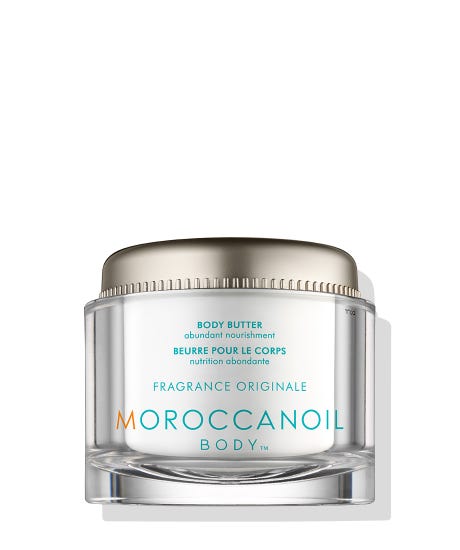 BODY BUTTER
abundant nourishment
BEURRE POUR LE CORPS
nutrition abondante
FRAGRANCE ORIGINALE
MOROCCANOIL
BODY™